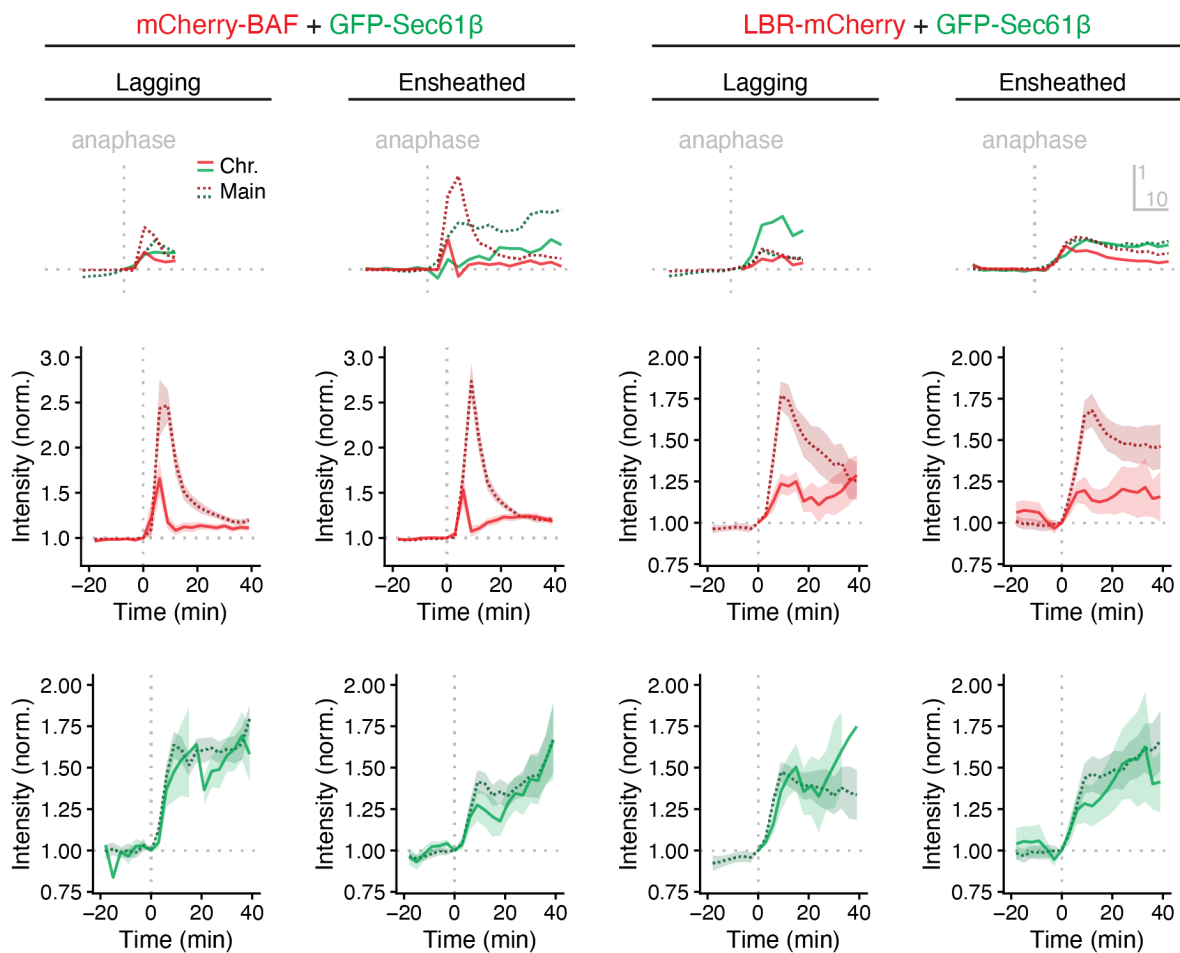 mCherry-BAF + GFP-Sec61β
LBR-mCherry + GFP-Sec61β
Lagging
Ensheathed
Lagging
Ensheathed
anaphase
anaphase
anaphase
anaphase
Chr.
Main
1
10
Intensity (norm.)
3.0
2.5
2.0
1.5
1.0
−20 0 20 40
Time (min)
Intensity (norm.)
3.0
2.5
2.0
1.5
1.0
−20 0 20 40
Time (min)
Intensity (norm.)
2.00
1.75
1.50
1.25
1.00
0.75
−20 0 20 40
Time (min)
Intensity (norm.)
2.00
1.75
1.50
1.25
1.00
0.75
−20 0 20 40
Time (min)
Intensity (norm.)
2.00
1.75
1.50
1.25
1.00
0.75
−20 0 20 40
Time (min)
Intensity (norm.)
2.00
1.75
1.50
1.25
1.00
0.75
−20 0 20 40
Time (min)
Intensity (norm.)
2.00
1.75
1.50
1.25
1.00
0.75
−20 0 20 40
Time (min)
Intensity (norm.)
2.00
1.75
1.50
1.25
1.00
0.75
−20 0 20 40
Time (min)